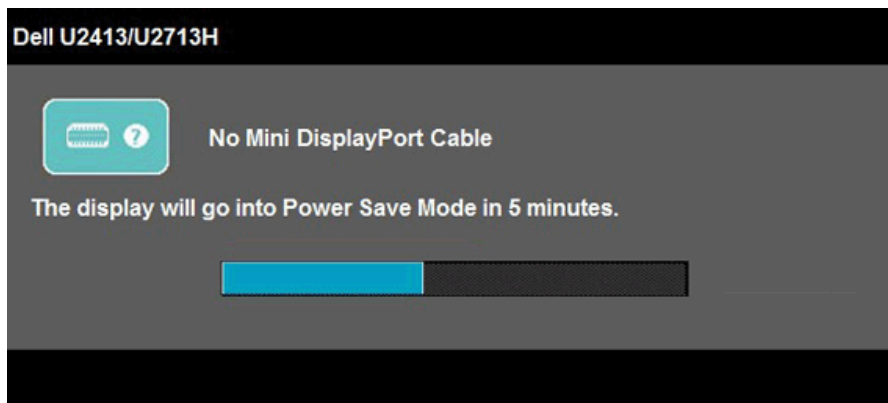 Dell U2413/U2713H
?
No Mini DisplayPort Cable
The display will go into Power Save Mode in 5 minutes.